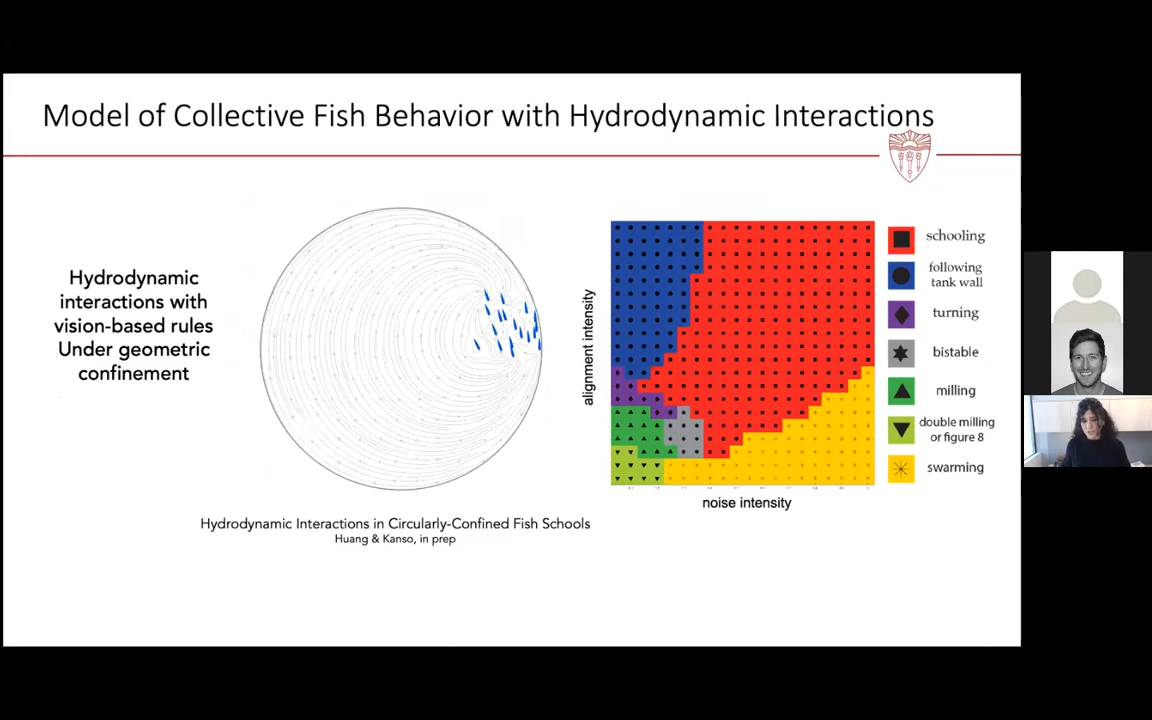 Model of Collective Fish Behavior with Hydrodynamic Interactions
Hydrodynamic
interactions with
vision-based rules
Under geometric
confinement
Hydrodynamic Interactions in Circularly-Confined Fish Schools
Huang & Kanso, in prep
alignment intensity
noise intensity
schooling
following
tank wall
turning
bistable
milling
double milling
or figure 8
swarming